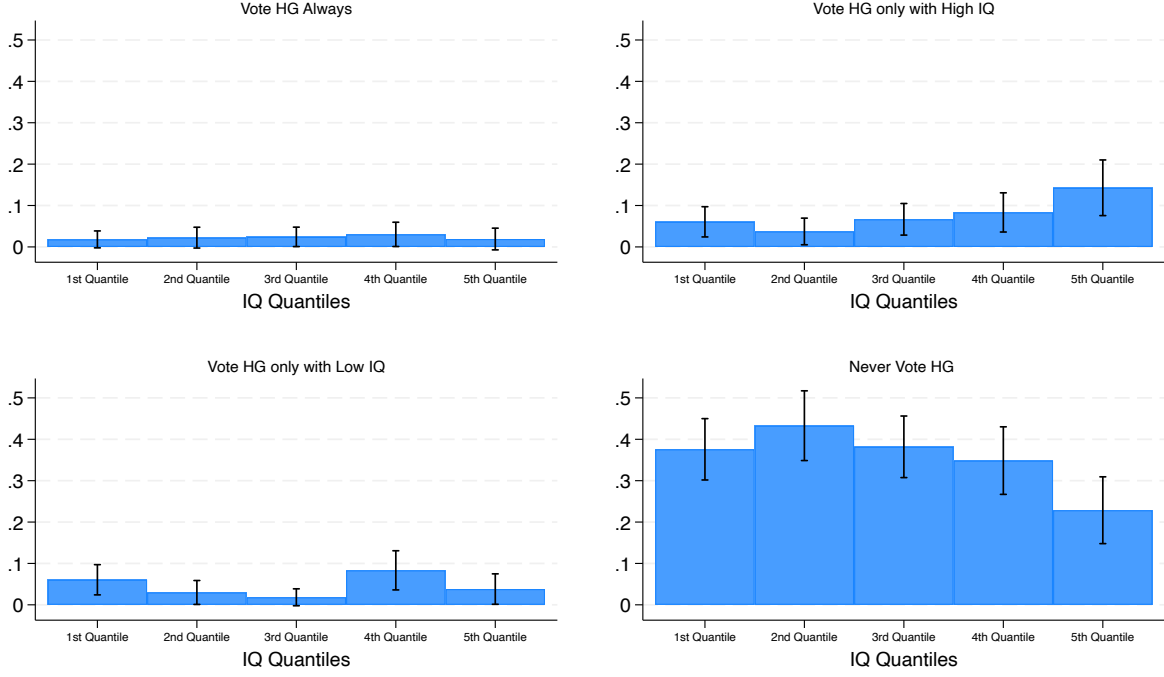 Vote HG Always
.5
.4
.3
.2
.1
0
1st Quantile 2nd Quantile 3rd Quantile 4th Quantile 5th Quantile
IQ Quantiles
Vote HG only with High IQ
.5
.4
.3
.2
.1
0
1st Quantile 2nd Quantile 3rd Quantile 4th Quantile 5th Quantile
IQ Quantiles
Vote HG only with Low IQ
.5
.4
.3
.2
.1
0
1st Quantile 2nd Quantile 3rd Quantile 4th Quantile 5th Quantile
IQ Quantiles
Never Vote HG
.5
.4
.3
.2
.1
0
1st Quantile 2nd Quantile 3rd Quantile 4th Quantile 5th Quantile
IQ Quantiles